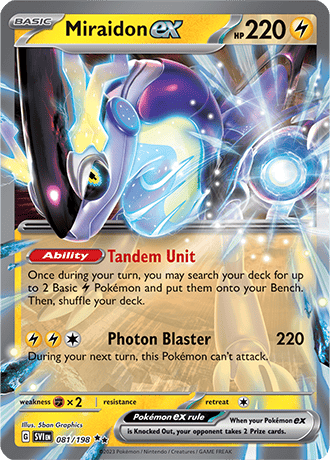 BASIC
Miraidon ex HP 220
Ability Tandem Unit
Once during your turn, you may search your deck for up
to 2 Basic Pokémon and put them onto your Bench.
Then, shuffle your deck.
Photon Blaster 220
During your next turn, this Pokémon can't attack.
weakness ×2 resistance retreat
Illus. 5ban Graphics
Pokémon ex rule
When your Pokémon ex
is Knocked Out, your opponent takes 2 Prize cards.
G SVI EN 081/198
©2023 Pokémon / Nintendo / Creatures / GAME FREAK